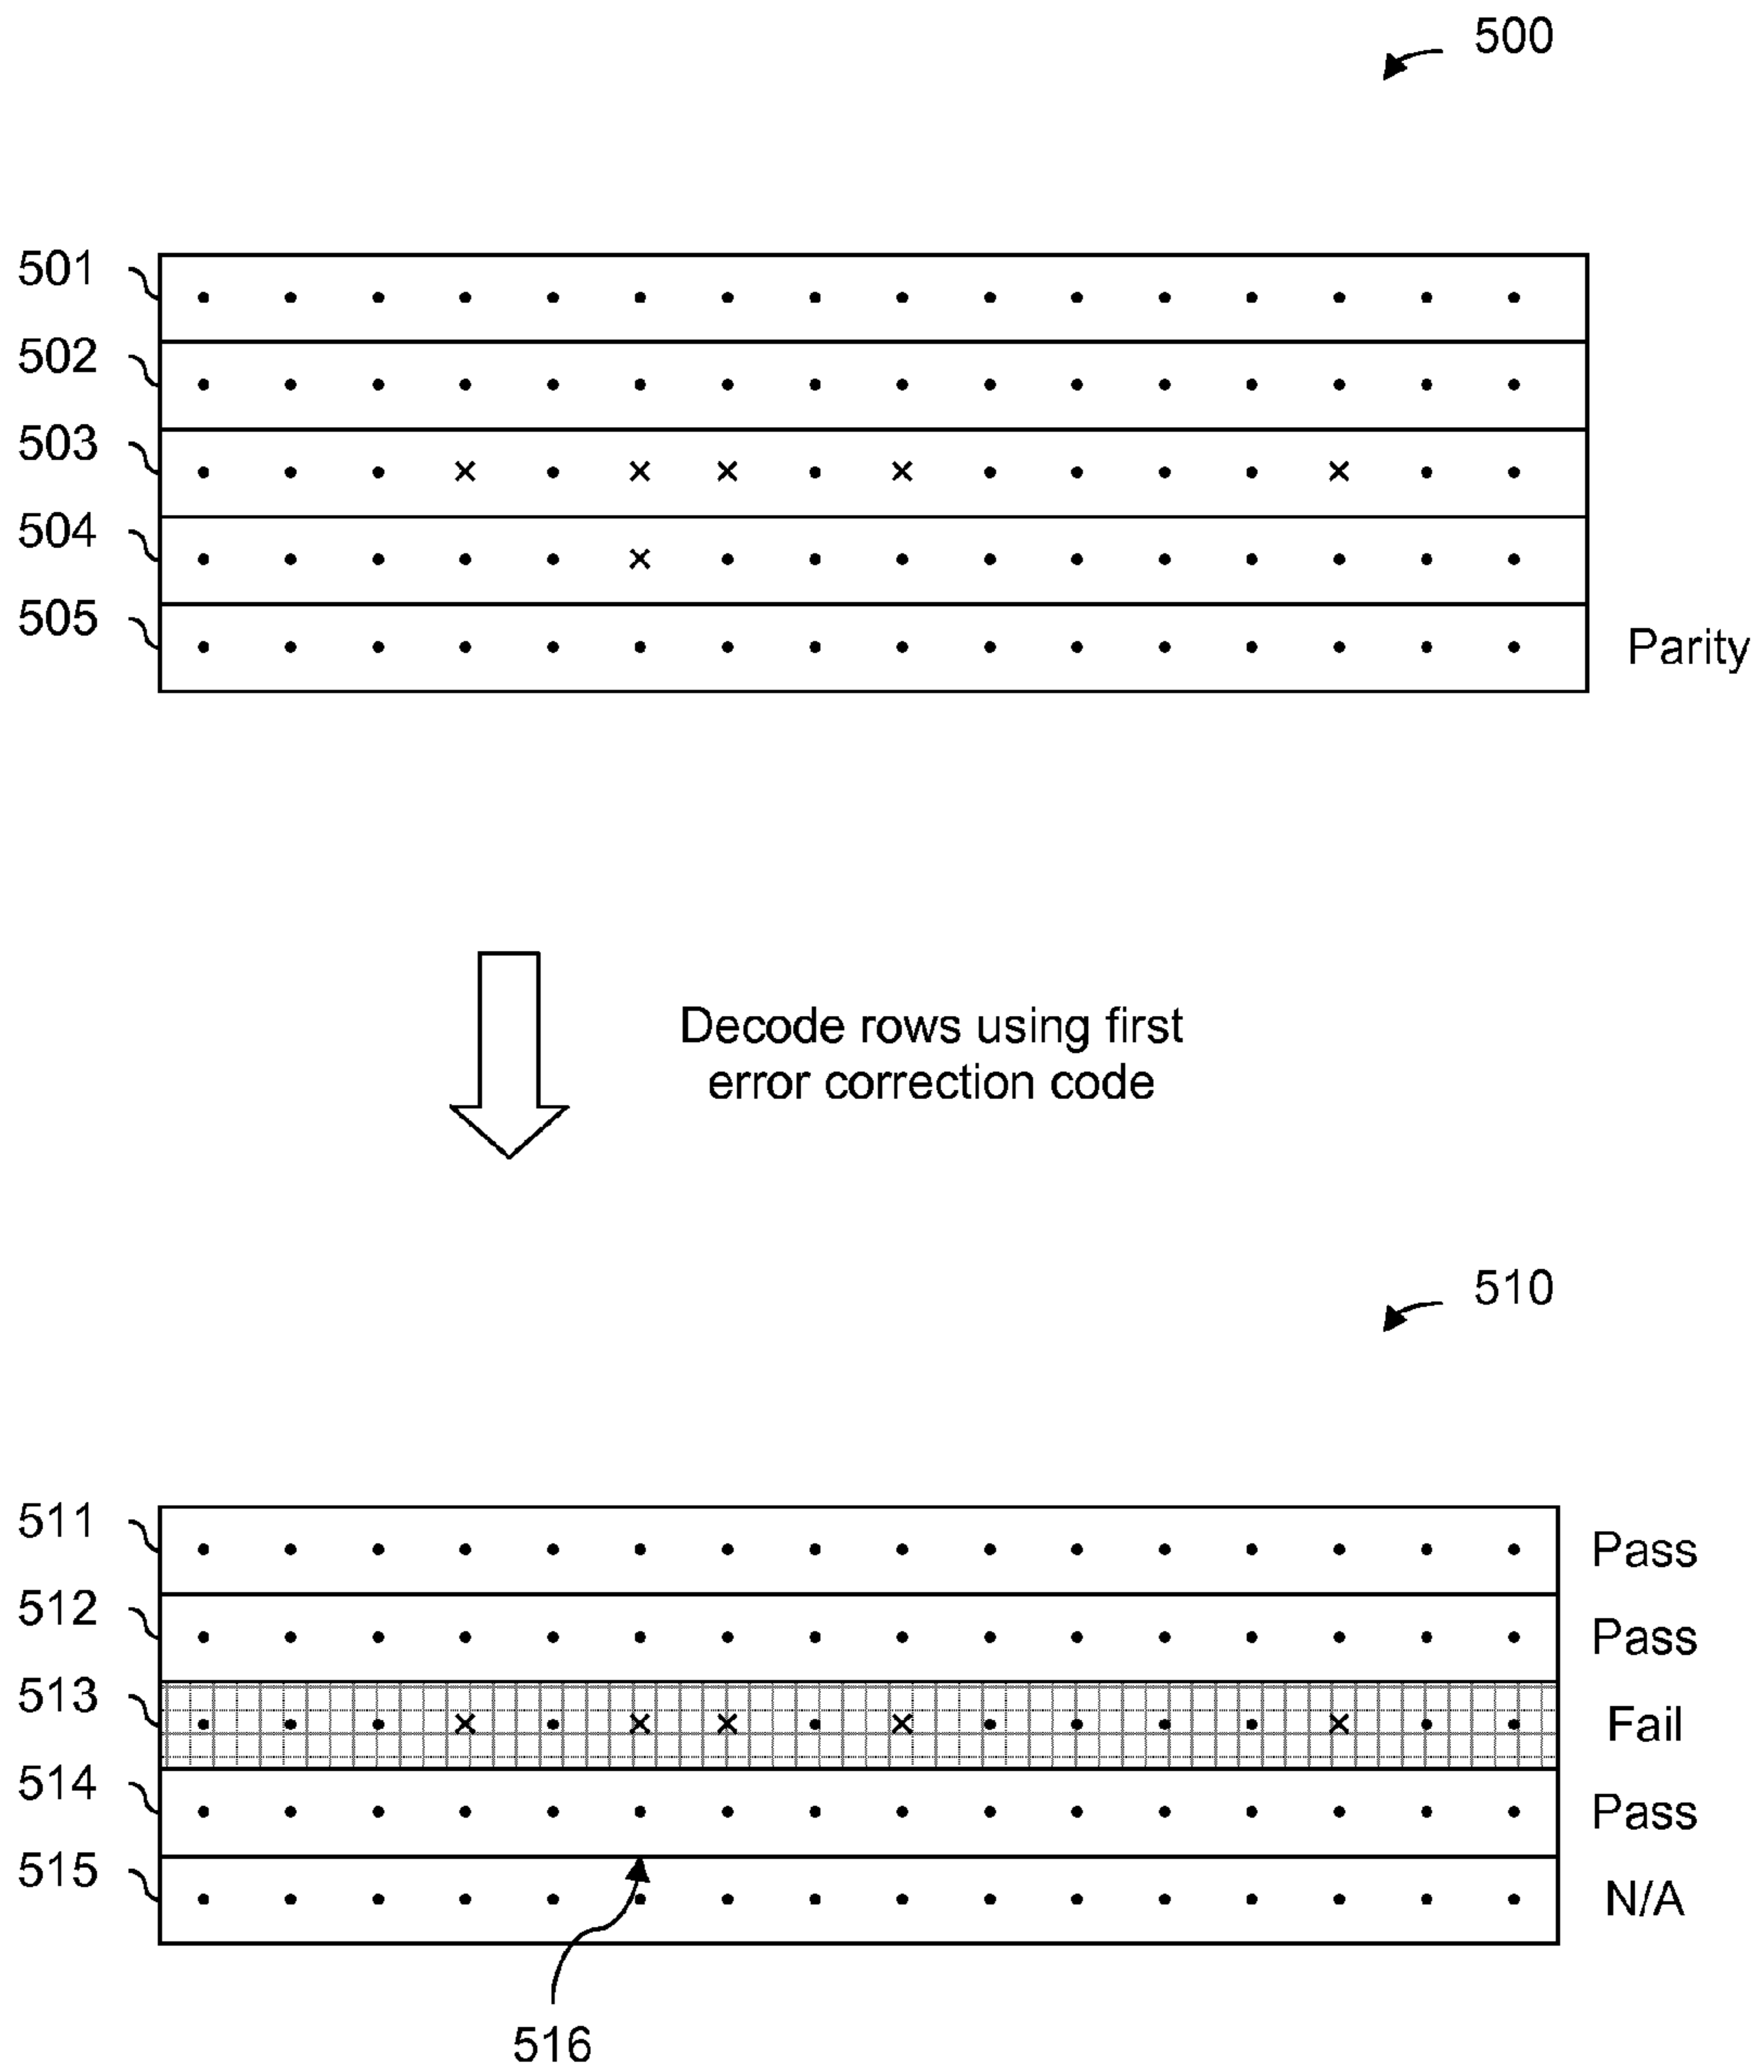 500
501
502
503
504
505
Parity
Decode rows using first
error correction code
510
511
Pass
512
Pass
513
Fail
514
Pass
515
N/A
516